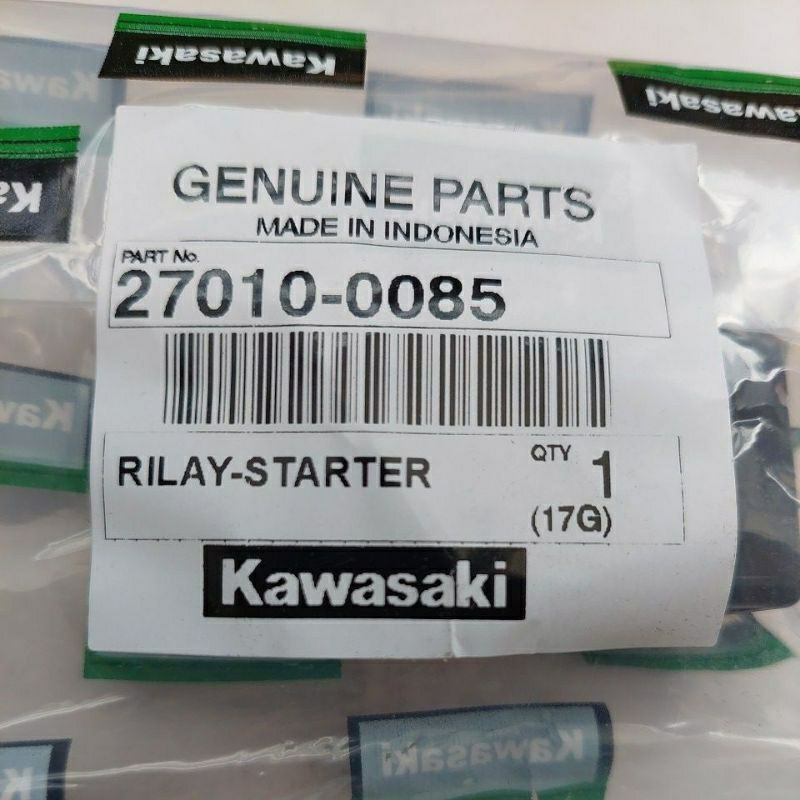 Kawasaki
Kawasaki
GENUINE PARTS
MADE IN INDONESIA
PART No.
27010-0085
RILAY-STARTER
QTY 1
(17G)
Kawasaki
Kawasaki